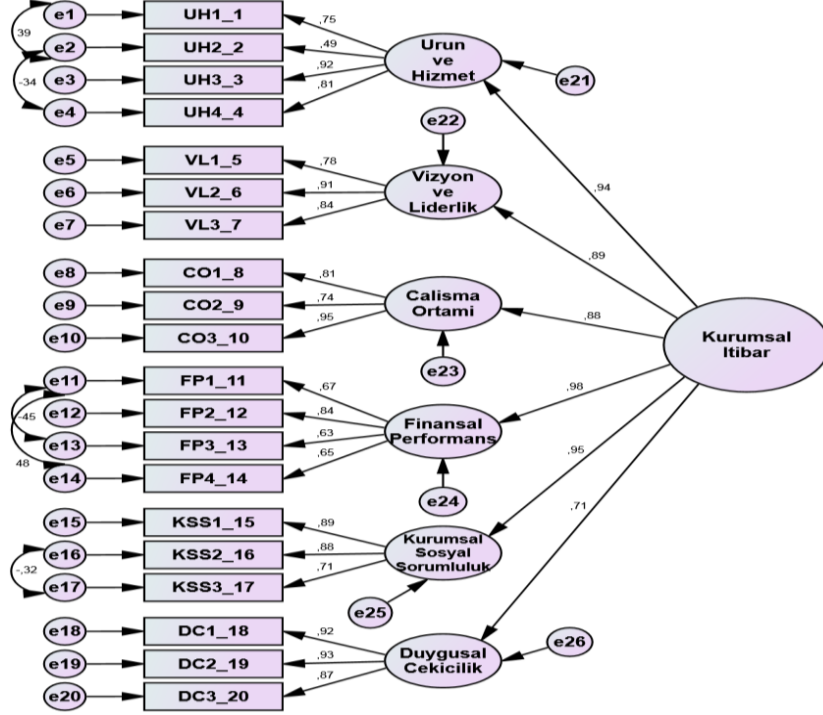 e1
UH1_1
,75
39
e2
UH2_2
,49
Urun
ve
Hizmet
-34
e3
UH3_3
,92
e21
e4
UH4_4
,81
e22
e5
VL1_5
,78
Vizyon
ve
Liderlik
,94
e6
VL2_6
,91
e7
VL3_7
,84
,89
e8
CO1_8
,81
Calisma
Ortami
e9
CO2_9
,74
,88
e10
CO3_10
,95
Kurumsal
Itibar
e23
e11
FP1_11
,67
,98
-45
e12
FP2_12
,84
Finansal
Performans
e13
FP3_13
,63
,95
48
e14
FP4_14
,65
e24
,71
e15
KSS1_15
,89
Kurumsal
Sosyal
Sorumluluk
e16
KSS2_16
,88
-,32
e17
KSS3_17
,71
e25
e18
DC1_18
,92
e26
e19
DC2_19
,93
Duygusal
Cekicilik
e20
DC3_20
,87